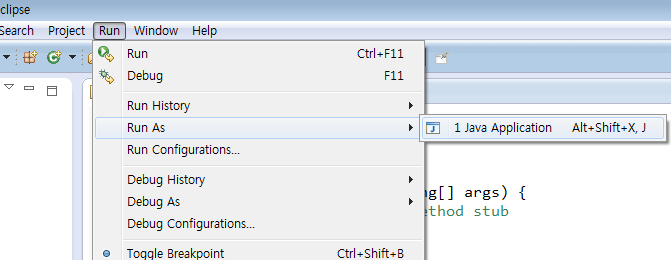 clipse
Search Project Run Window Help
Run Ctrl+F11
Debug F11
Run History
Run As
1 Java Application Alt+Shift+X, J
Run Configurations...
Debug History
ng[] args) {
Debug As
ethod stub
Debug Configurations...
Toggle Breakpoint Ctrl+Shift+B